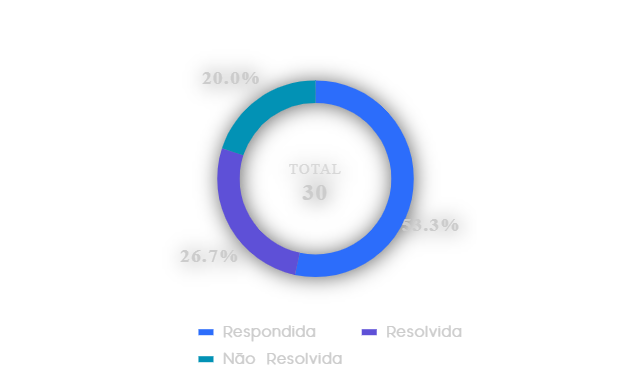 20.0%
TOTAL
30
53.3%
26.7%
Respondida
Resolvida
Não Resolvida